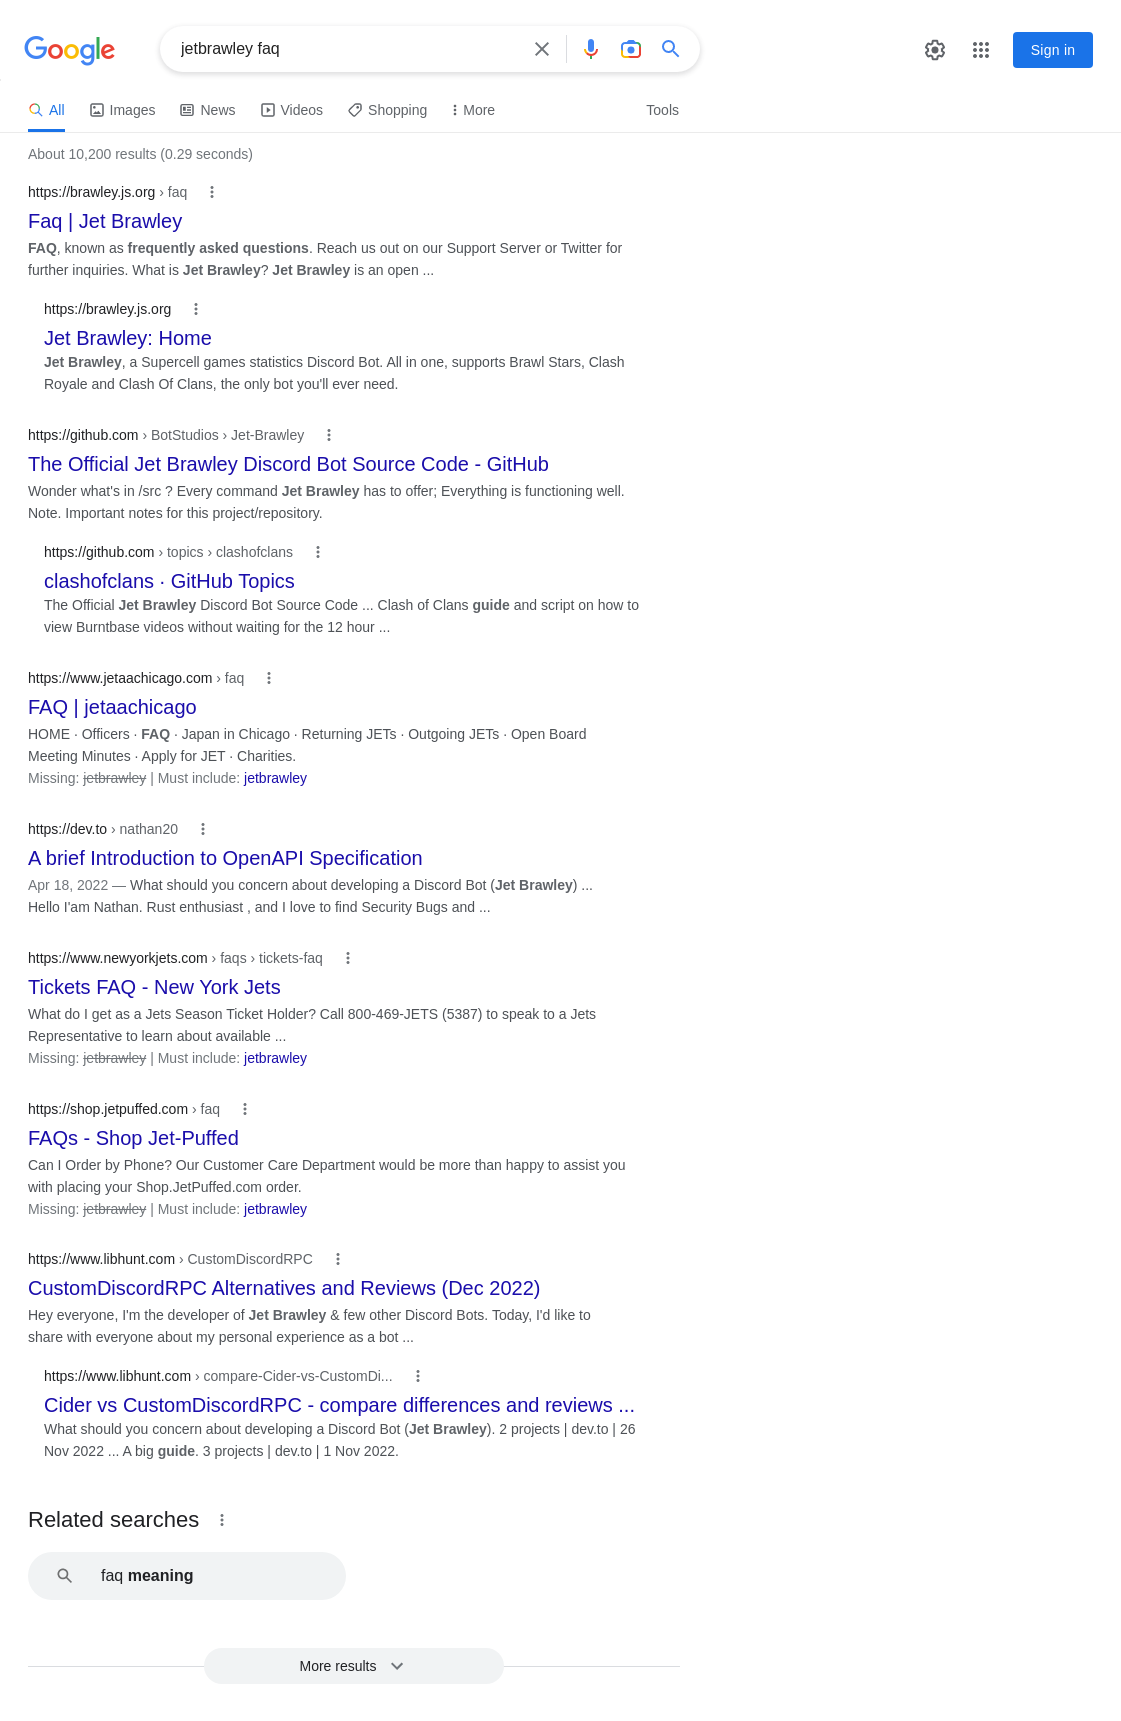 Google
jetbrawley faq
Sign in
All
Images
News
Videos
Shopping
More
Tools
About 10,200 results (0.29 seconds)
https://brawley.js.org › faq
Faq | Jet Brawley
FAQ, known as frequently asked questions. Reach us out on our Support Server or Twitter for
further inquiries. What is Jet Brawley? Jet Brawley is an open ...
https://brawley.js.org
Jet Brawley: Home
Jet Brawley, a Supercell games statistics Discord Bot. All in one, supports Brawl Stars, Clash
Royale and Clash Of Clans, the only bot you'll ever need.
https://github.com › BotStudios › Jet-Brawley
The Official Jet Brawley Discord Bot Source Code - GitHub
Wonder what's in /src ? Every command Jet Brawley has to offer; Everything is functioning well.
Note. Important notes for this project/repository.
https://github.com › topics › clashofclans
clashofclans · GitHub Topics
The Official Jet Brawley Discord Bot Source Code ... Clash of Clans guide and script on how to
view Burntbase videos without waiting for the 12 hour ...
https://www.jetaachicago.com › faq
FAQ | jetaachicago
HOME · Officers · FAQ · Japan in Chicago · Returning JETs · Outgoing JETs · Open Board
Meeting Minutes · Apply for JET · Charities.
Missing: jetbrawley | Must include: jetbrawley
https://dev.to › nathan20
A brief Introduction to OpenAPI Specification
Apr 18, 2022 — What should you concern about developing a Discord Bot (Jet Brawley) ...
Hello I'am Nathan. Rust enthusiast , and I love to find Security Bugs and ...
https://www.newyorkjets.com › faqs › tickets-faq
Tickets FAQ - New York Jets
What do I get as a Jets Season Ticket Holder? Call 800-469-JETS (5387) to speak to a Jets
Representative to learn about available ...
Missing: jetbrawley | Must include: jetbrawley
https://shop.jetpuffed.com › faq
FAQs - Shop Jet-Puffed
Can I Order by Phone? Our Customer Care Department would be more than happy to assist you
with placing your Shop.JetPuffed.com order.
Missing: jetbrawley | Must include: jetbrawley
https://www.libhunt.com › CustomDiscordRPC
CustomDiscordRPC Alternatives and Reviews (Dec 2022)
Hey everyone, I'm the developer of Jet Brawley & few other Discord Bots. Today, I'd like to
share with everyone about my personal experience as a bot ...
https://www.libhunt.com › compare-Cider-vs-CustomDi...
Cider vs CustomDiscordRPC - compare differences and reviews ...
What should you concern about developing a Discord Bot (Jet Brawley). 2 projects | dev.to | 26
Nov 2022 ... A big guide. 3 projects | dev.to | 1 Nov 2022.
Related searches
faq meaning
More results